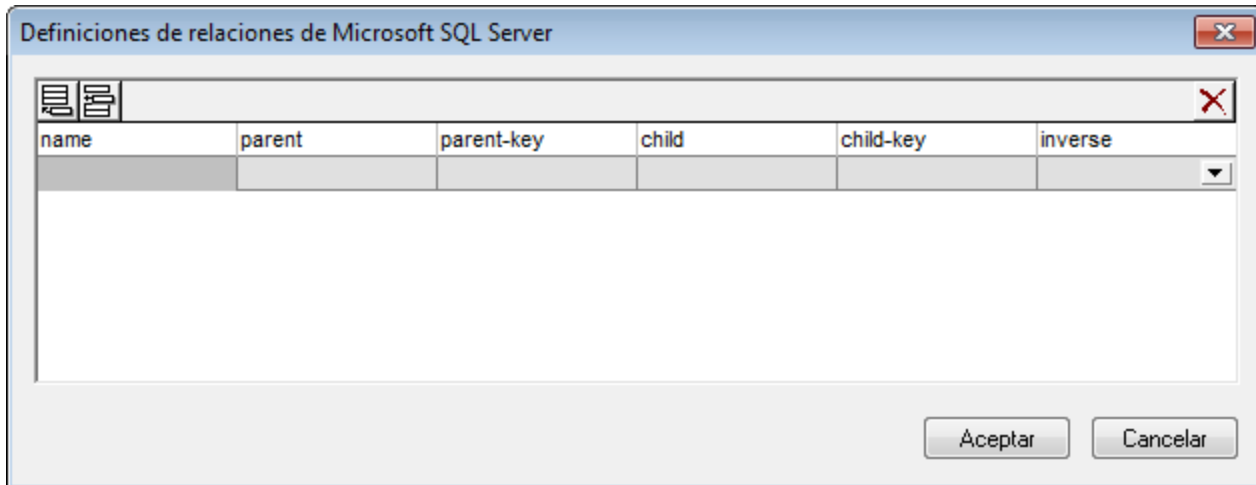 Definiciones de relaciones de Microsoft SQL Server
name parent parent-key child child-key inverse
Aceptar Cancelar